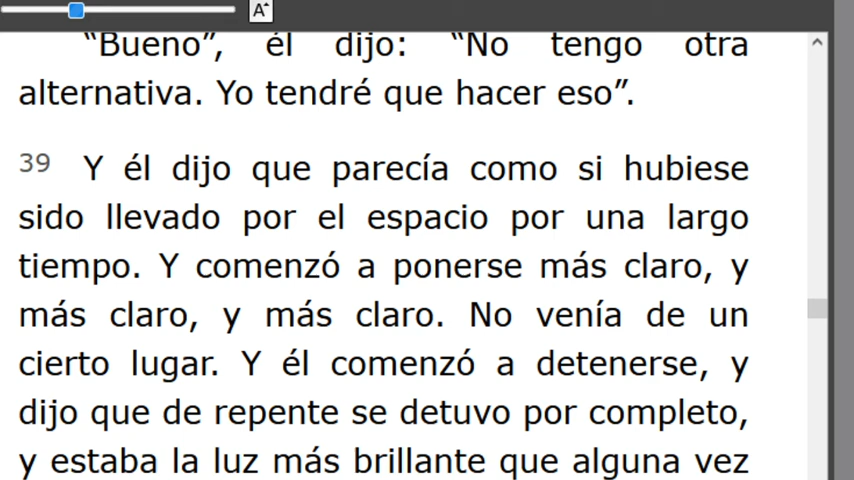 A
“Bueno”, él dijo: “No tengo otra
alternativa. Yo tendré que hacer eso”.
39 Y él dijo que parecía como si hubiese
sido llevado por el espacio por una largo
tiempo. Y comenzó a ponerse más claro, y
más claro, y más claro. No venía de un
cierto lugar. Y él comenzó a detenerse, y
dijo que de repente se detuvo por completo,
y estaba la luz más brillante que alguna vez